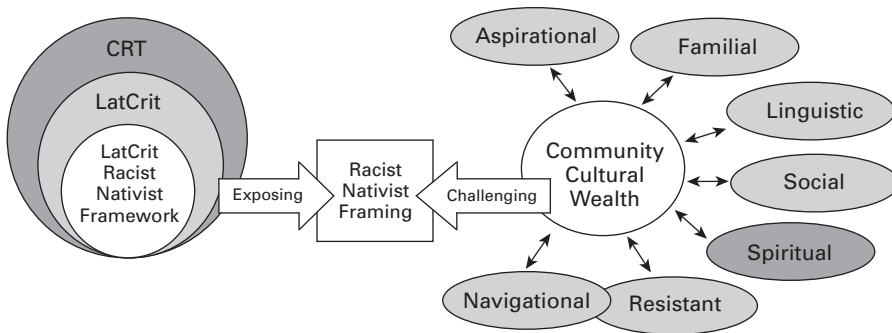 CRT
LatCrit
LatCrit
Racist
Nativist
Framework
Exposing
Racist
Nativist
Framing
Challenging
Community
Cultural
Wealth
Aspirational
Familial
Linguistic
Social
Spiritual
Resistant
Navigational